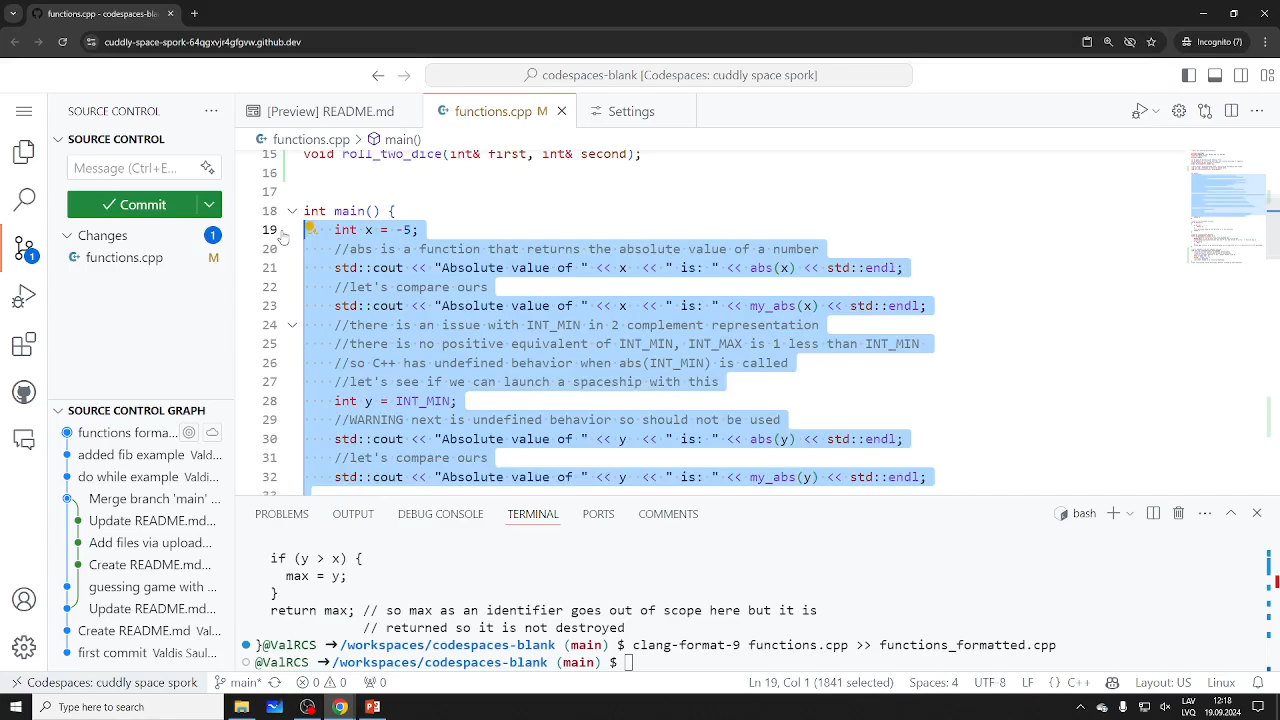 functions.cpp - codespaces-b
cuddly-space-spork-64qgxvjr4gfgvw.github.dev
Incognito (7)
codespaces-blank [Codespaces: cuddly space spork]
SOURCE CONTROL
[Preview] README.md
functions.cpp M
Settings
SOURCE CONTROL
functions.cpp > main()
Message (Ctrl+E...
Commit
Changes
1
functions.cpp
M
1
15 void roll_two_dice(int& first, int& second);
16
17
18 int main() {
19 int x = -5;
20 //abs is a function that returns the absolute value of a number
21 std::cout << "Absolute value of " << x << " is: " << abs(x) << std::endl;
22 //let's compare ours
23 std::cout << "Absolute value of " << x << " is: " << my_abs(x) << std::endl;
24 //there is an issue with INT_MIN in 2 complement representation
25 //there is no positive equivalent of INT_MIN, INT_MAX is 1 less than INT_MIN
26 //so C++ has undefined behavior when abs(INT_MIN) is called
27 //let's see if we can launch a spaceship with this
28 int y = INT_MIN;
29 //WARNING next is undefined behavior so should not be used
30 std::cout << "Absolute value of " << y << " is: " << abs(y) << std::endl;
31 //let's compare ours
32 std::cout << "Absolute value of " << y << " is: " << my_abs(y) << std::endl;
33
SOURCE CONTROL GRAPH
functions forma...
added fib example Vald...
do while example Valdi...
Merge branch 'main' ...
Update README.md...
Add files via upload...
Create README.md...
guessing game with ...
Update README.md...
Create README.md Val...
first commit Valdis Saul...
PROBLEMS OUTPUT DEBUG CONSOLE TERMINAL PORTS COMMENTS
bash
if (y > x) {
max = y;
}
return max; // so max as an identifier goes out of scope here but it is
// returned so it is not destroyed
}@ValRCS ➜/workspaces/codespaces-blank (main) $ clang-format-9 functions.cpp >> functions_formatted.cpp
@ValRCS ➜/workspaces/codespaces-blank (main) $
Codespaces: cuddly space spork
main*
0 0 0
Ln 19, Col 1 (1841 selected)
Spaces: 4
UTF-8
LF
{} C++
Layout: US
Linux
Type here to search
LAV
LVO
12:18
19.09.2024